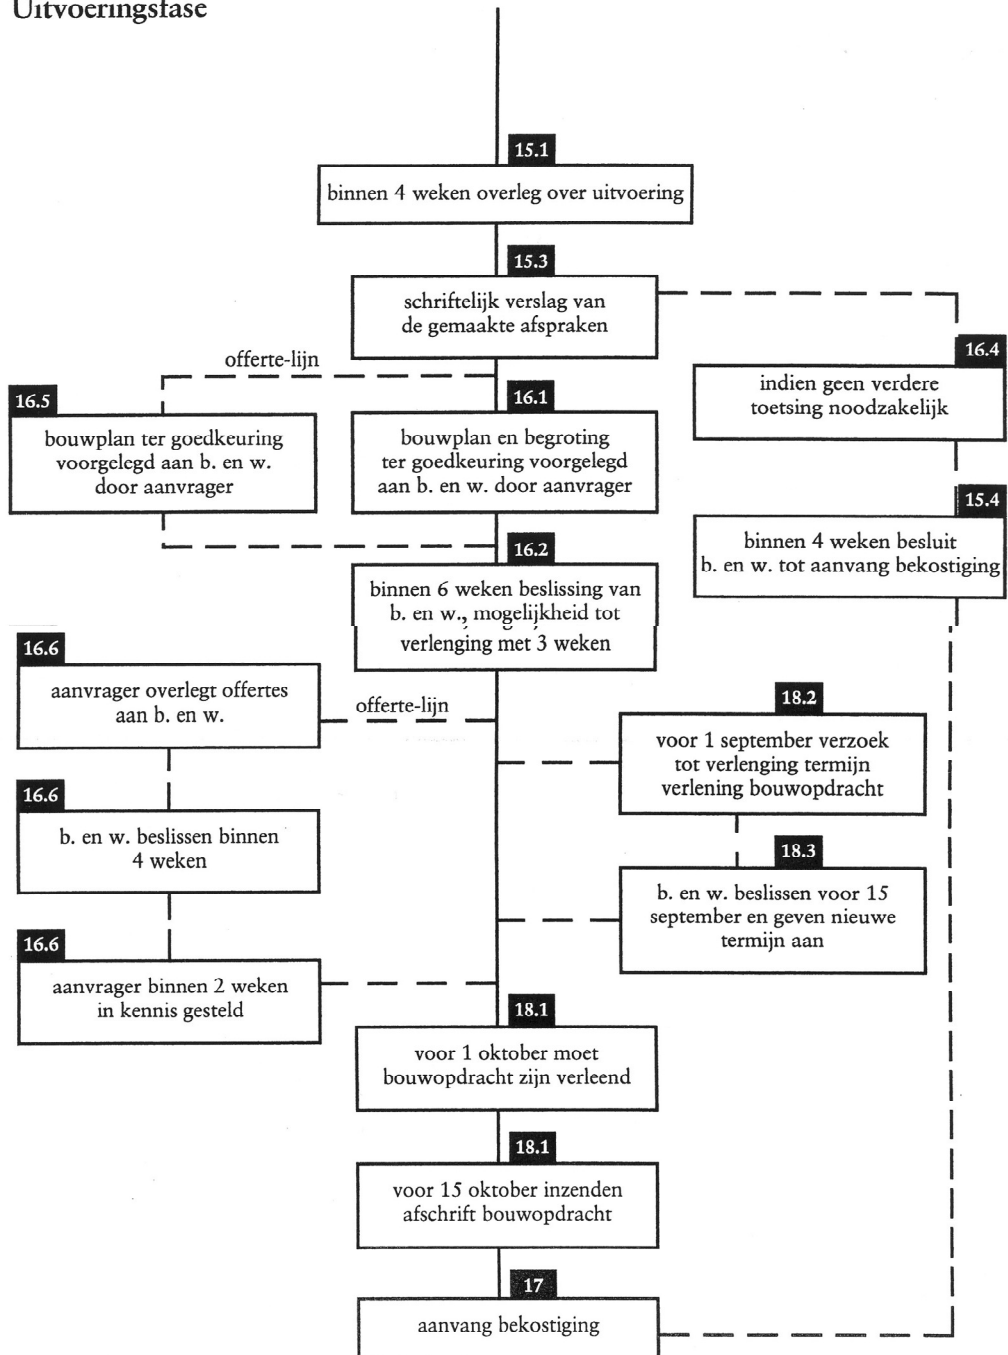 Uitvoeringsfase
15.1
binnen 4 weken overleg over uitvoering
15.3
schriftelijk verslag van
de gemaakte afspraken
16.4
indien geen verdere
toetsing noodzakelijk
offerte-lijn
16.5
bouwplan ter goedkeuring
voorgelegd aan b. en w.
door aanvrager
16.1
bouwplan en begroting
ter goedkeuring voorgelegd
aan b. en w. door aanvrager
15.4
binnen 4 weken besluit
b. en w. tot aanvang bekostiging
16.2
binnen 6 weken beslissing van
b. en w., mogelijkheid tot
verlenging met 3 weken
16.6
aanvrager overlegt offertes
aan b. en w.
offerte-lijn
18.2
voor 1 september verzoek
tot verlenging termijn
verlening bouwopdracht
16.6
b. en w. beslissen binnen
4 weken
18.3
b. en w. beslissen voor 15
september en geven nieuwe
termijn aan
16.6
aanvrager binnen 2 weken
in kennis gesteld
18.1
voor 1 oktober moet
bouwopdracht zijn verleend
18.1
voor 15 oktober inzenden
afschrift bouwopdracht
17
aanvang bekostiging